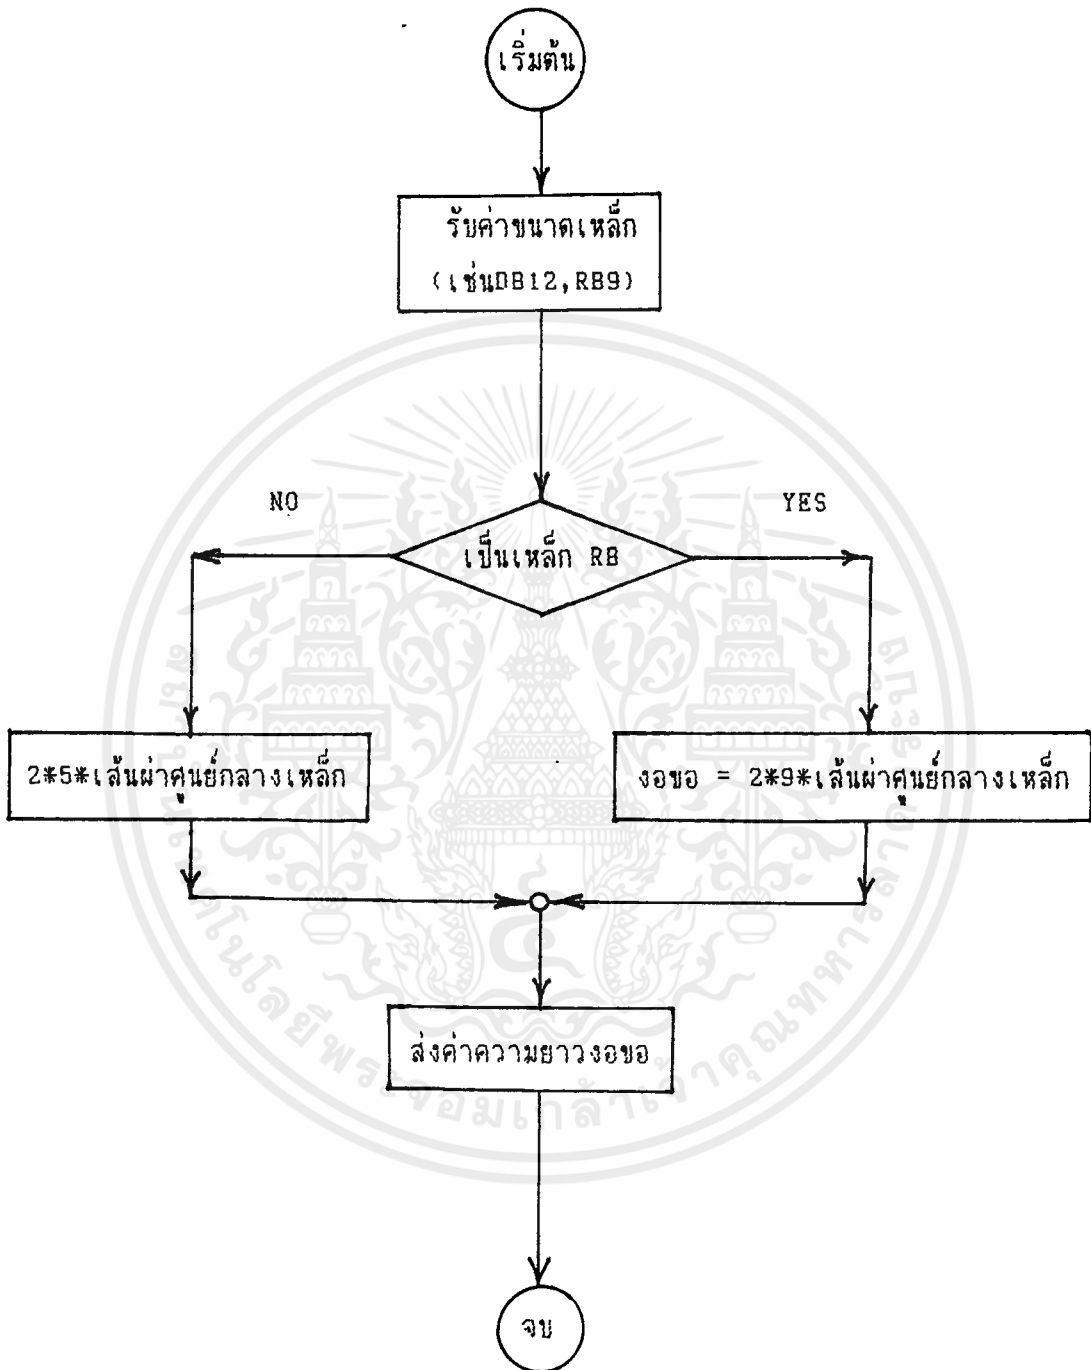 เริ่มต้น
รับค่าขนาดเหล็ก
(เช่นDB12,RB9)
NO
YES
เป็นเหล็ก RB
2*5*เส้นผ่าศูนย์กลางเหล็ก
งอขอ = 2*9*เส้นผ่าศูนย์กลางเหล็ก
ส่งค่าความยาวงอขอ
จบ